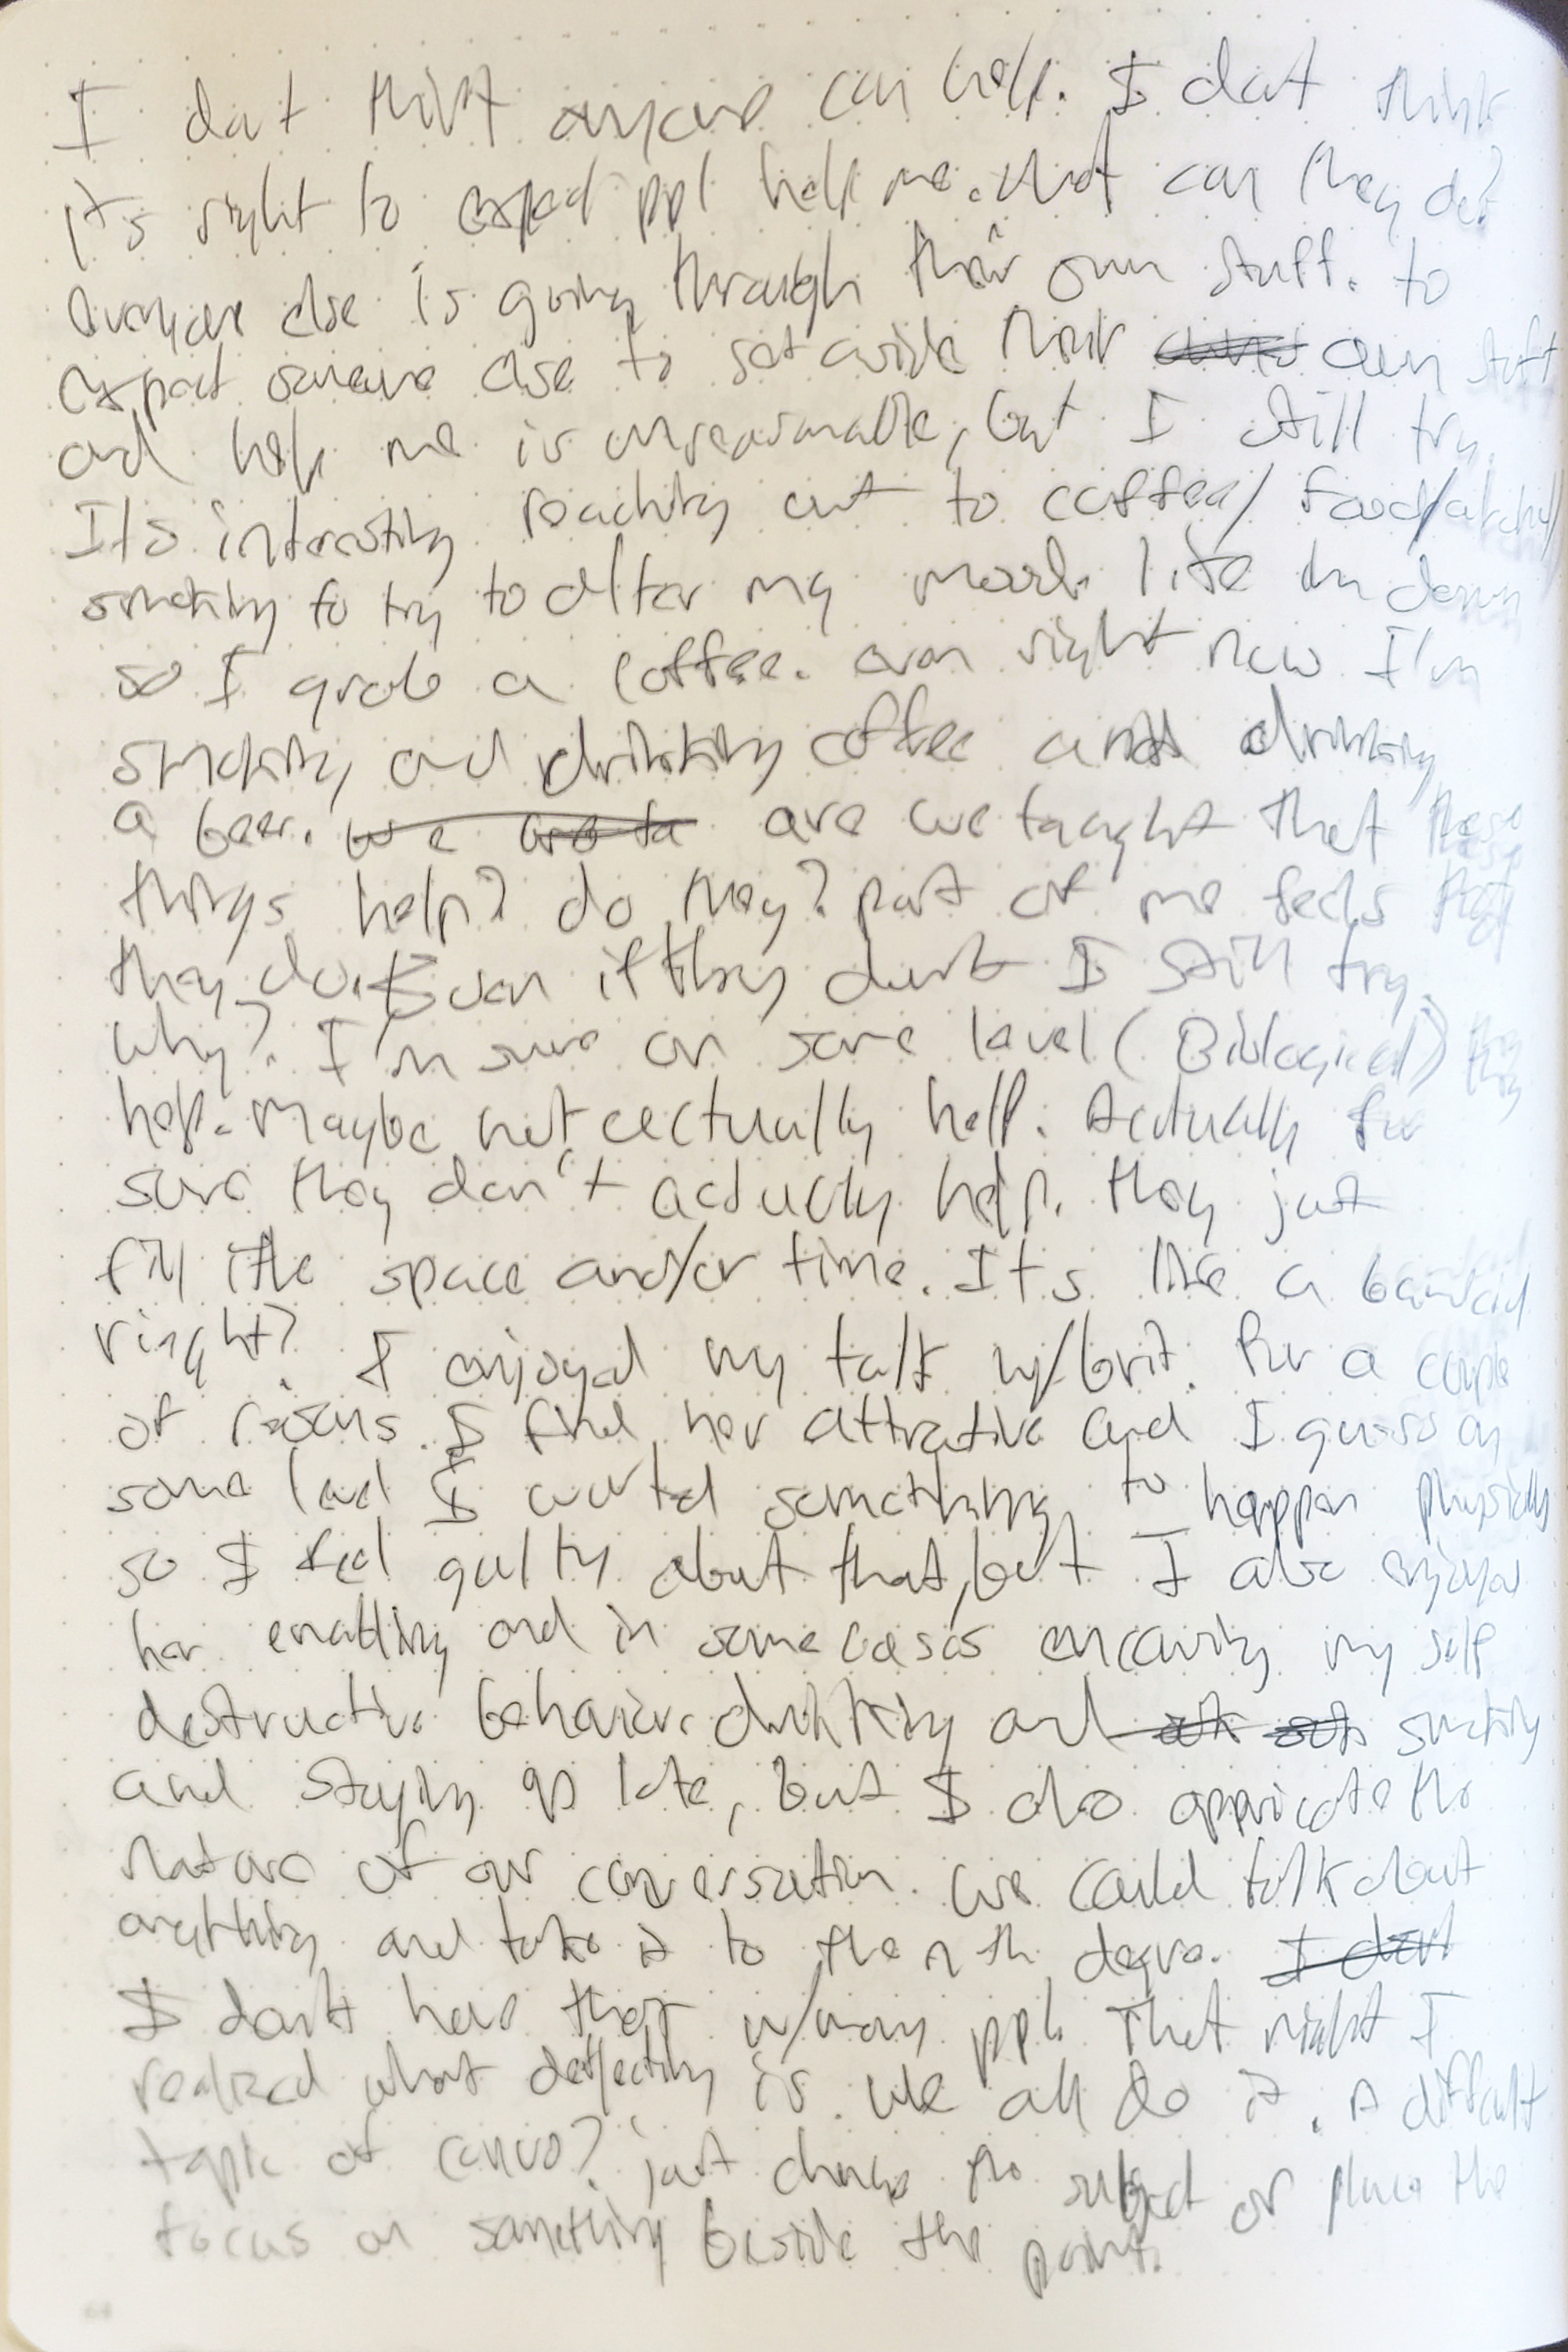 I dont think anyone can help. I dont think
it's right to expect ppl help me. what can they do?
everyone else is going through their own stuff. to
expect someone else to set aside their own stuff
and help me is unreasonable, but I still try.
It's interesting reaching out to coffee/food/alchol/
something to try to alter my mood. like im down
so I grab a coffee. even right now I'm
smoking and drinking coffee and drinking
a beer. are we taught that these
things help? do they? part of me feels that
they do. Even if they dont I still try.
why? I'm sure on some level (Biological) they
help. Maybe not actually help. Actually for
sure they don't actually help. they just
fill the space and/or time. It's like a bandaid
ringht? I enjoyed my talk w/brit. For a couple
of reasons. I find her attractive and I guess on
some level I wanted something to happen physically
so I feel guilty about that, but I also enjoyed
her enabling and in some cases my self
destructive behavior. drinking and smoking
and staying up late, but I also appricate the
nature of our conversation. we could talk about
anything and take it to the nth degre. I dont
I don't have that w/many ppl. That night I
realized what deflecting is. We all do it. A difficult
topic of convo? just change the subject or place the
focus on something beside the point.